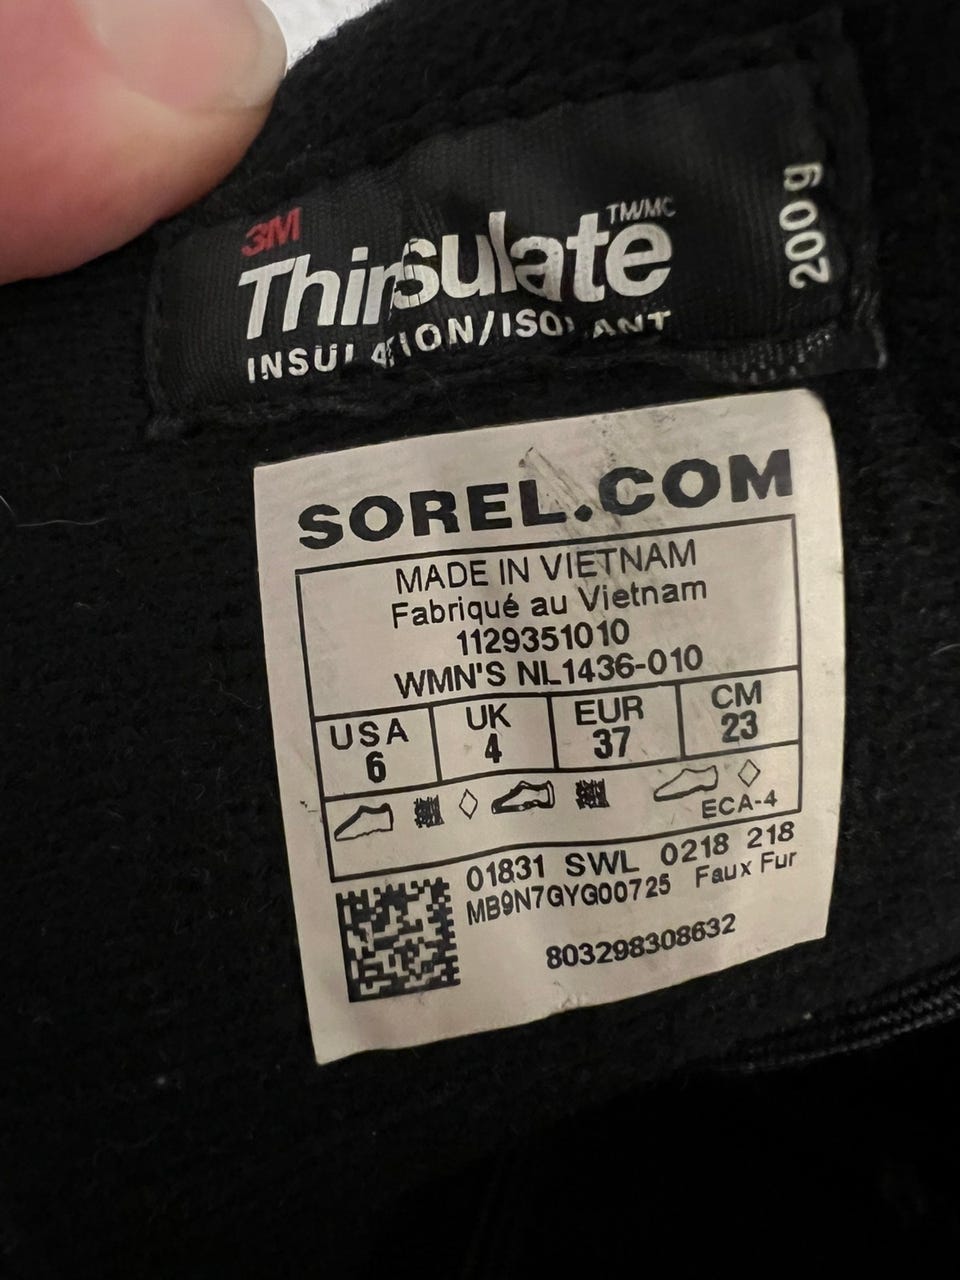 3M
Thinsulate TM/MC
INSULATION/ISOLANT
200g
SOREL.COM
MADE IN VIETNAM
Fabriqué au Vietnam
1129351010
WMN'S NL1436-010
USA UK EUR CM
6 4 37 23
ECA-4
01831 SWL 0218 218
MB9N7GYG00725 Faux Fur
803298308632